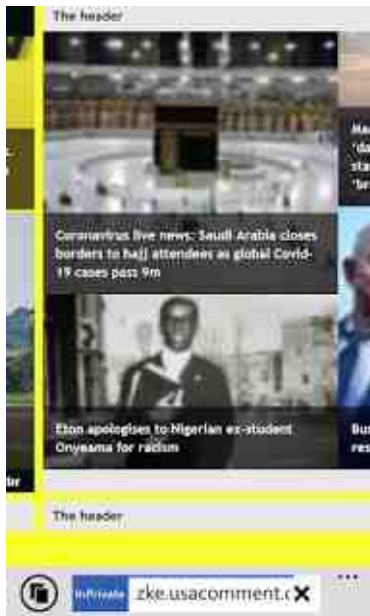 The header
Coronavirus live news: Saudi Arabia closes
borders to hajj attendees as global Covid-
19 cases pass 9m
Eton apologises to Nigerian ex-student
Onyeama for racism
The header
InPrivate zke.usacomment.c